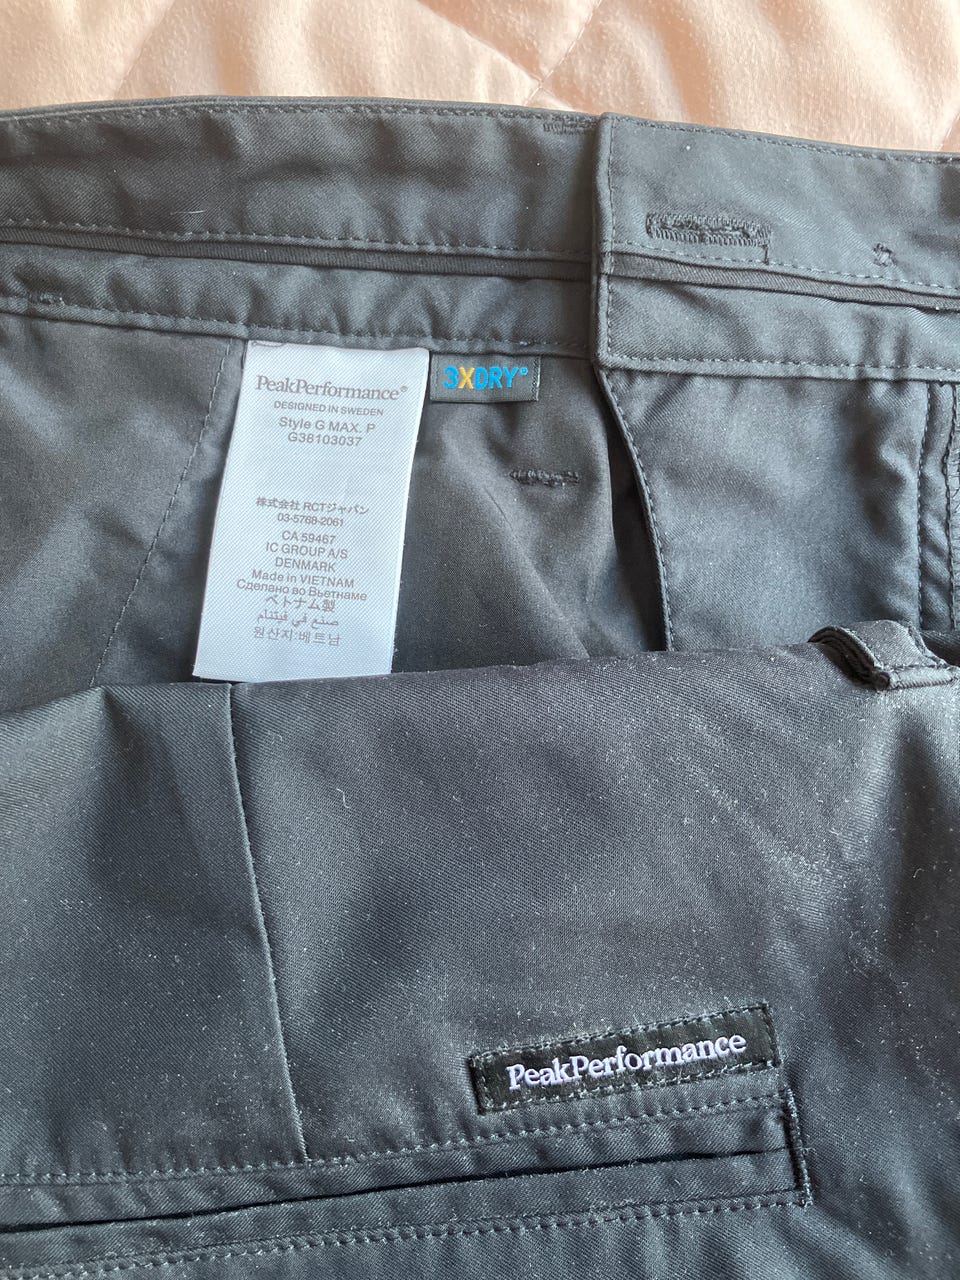 PeakPerformance®
DESIGNED IN SWEDEN
Style G MAX. P
G38103037
株式会社 RCTジャパン
03-5768-2061
CA 59467
IC GROUP A/S
DENMARK
Made in VIETNAM
Сделано во Вьетнаме
ベトナム製
صنع في فيتنام
원산지:베트남
3XDRY®
PeakPerformance